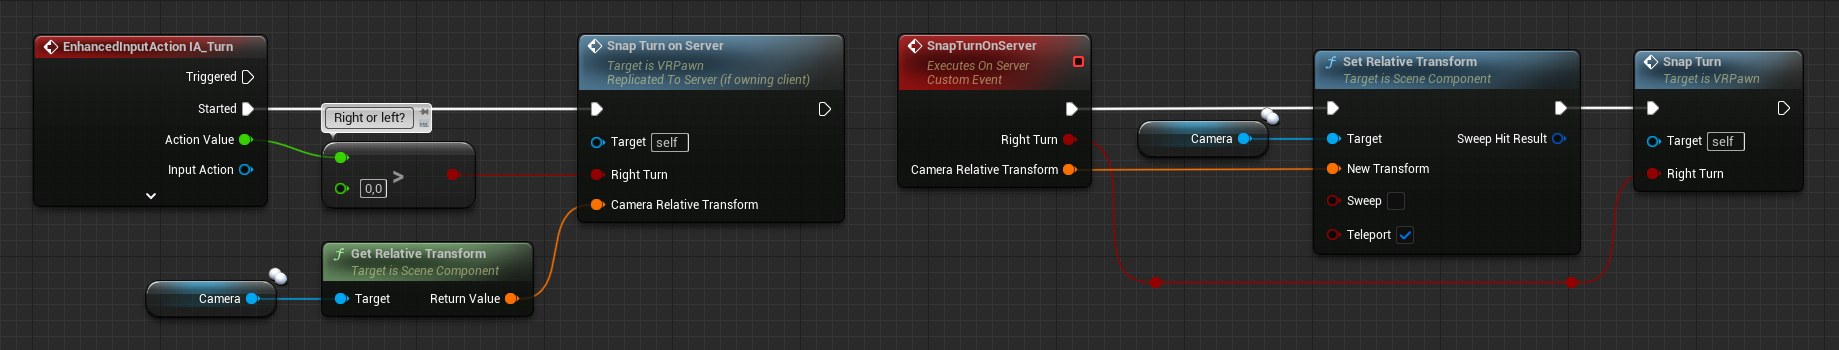 EnhancedInputAction IA_Turn
Triggered
Started
Action Value
Input Action
Right or left?
0,0
>
Camera
Get Relative Transform
Target is Scene Component
Target
Return Value
Snap Turn on Server
Target is VRPawn
Replicated To Server (if owning client)
Target self
Right Turn
Camera Relative Transform
SnapTurnOnServer
Executes On Server
Custom Event
Right Turn
Camera Relative Transform
Camera
Set Relative Transform
Target is Scene Component
Target
Sweep Hit Result
New Transform
Sweep
Teleport
Snap Turn
Target is VRPawn
Target self
Right Turn